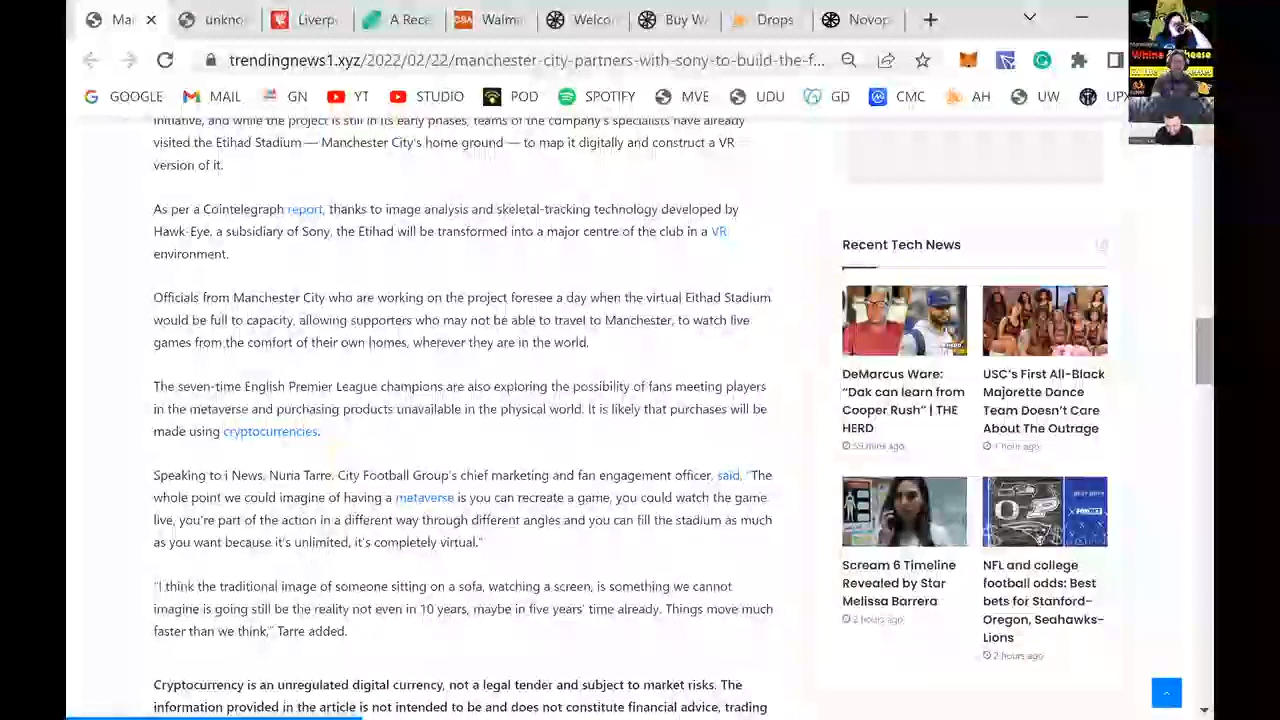 Mai
unkno
Liverp
A Rece
Walm
Welco
Buy W
Drops
Novop
trendingnews1.xyz/2022/02
GOOGLE
MAIL
GN
YT
STUDIO
OD
SPOTIFY
MVE
DU
GD
CMC
AH
UW
UPX
initiative, and while the project is still in its early phases, teams of the company's specialists have already
visited the Etihad Stadium — Manchester City's home ground — to map it digitally and construct a VR
version of it.
As per a Cointelegraph report, thanks to image analysis and skeletal-tracking technology developed by
Hawk-Eye, a subsidiary of Sony, the Etihad will be transformed into a major centre of the club in a VR
environment.
Officials from Manchester City who are working on the project foresee a day when the virtual Eithad Stadium
would be full to capacity, allowing supporters who may not be able to travel to Manchester, to watch live
games from the comfort of their own homes, wherever they are in the world.
The seven-time English Premier League champions are also exploring the possibility of fans meeting players
in the metaverse and purchasing products unavailable in the physical world. It is likely that purchases will be
made using cryptocurrencies.
Speaking to i News, Nuria Tarre, City Football Group's chief marketing and fan engagement officer, said, "The
whole point we could imagine of having a metaverse is you can recreate a game, you could watch the game
live, you're part of the action in a different way through different angles and you can fill the stadium as much
as you want because it's unlimited, it's completely virtual."
"I think the traditional image of someone sitting on a sofa, watching a screen, is something we cannot
imagine is going still be the reality not even in 10 years, maybe in five years' time already. Things move much
faster than we think," Tarre added.
Cryptocurrency is an unregulated digital currency, not a legal tender and subject to market risks. The
information provided in the article is not intended to be and does not constitute financial advice, trading
Recent Tech News
DeMarcus Ware:
"Dak can learn from
Cooper Rush" | THE
HERD
59 mins ago
USC's First All-Black
Majorette Dance
Team Doesn't Care
About The Outrage
1 hour ago
Scream 6 Timeline
Revealed by Star
Melissa Barrera
2 hours ago
NFL and college
football odds: Best
bets for Stanford-
Oregon, Seahawks-
Lions
2 hours ago